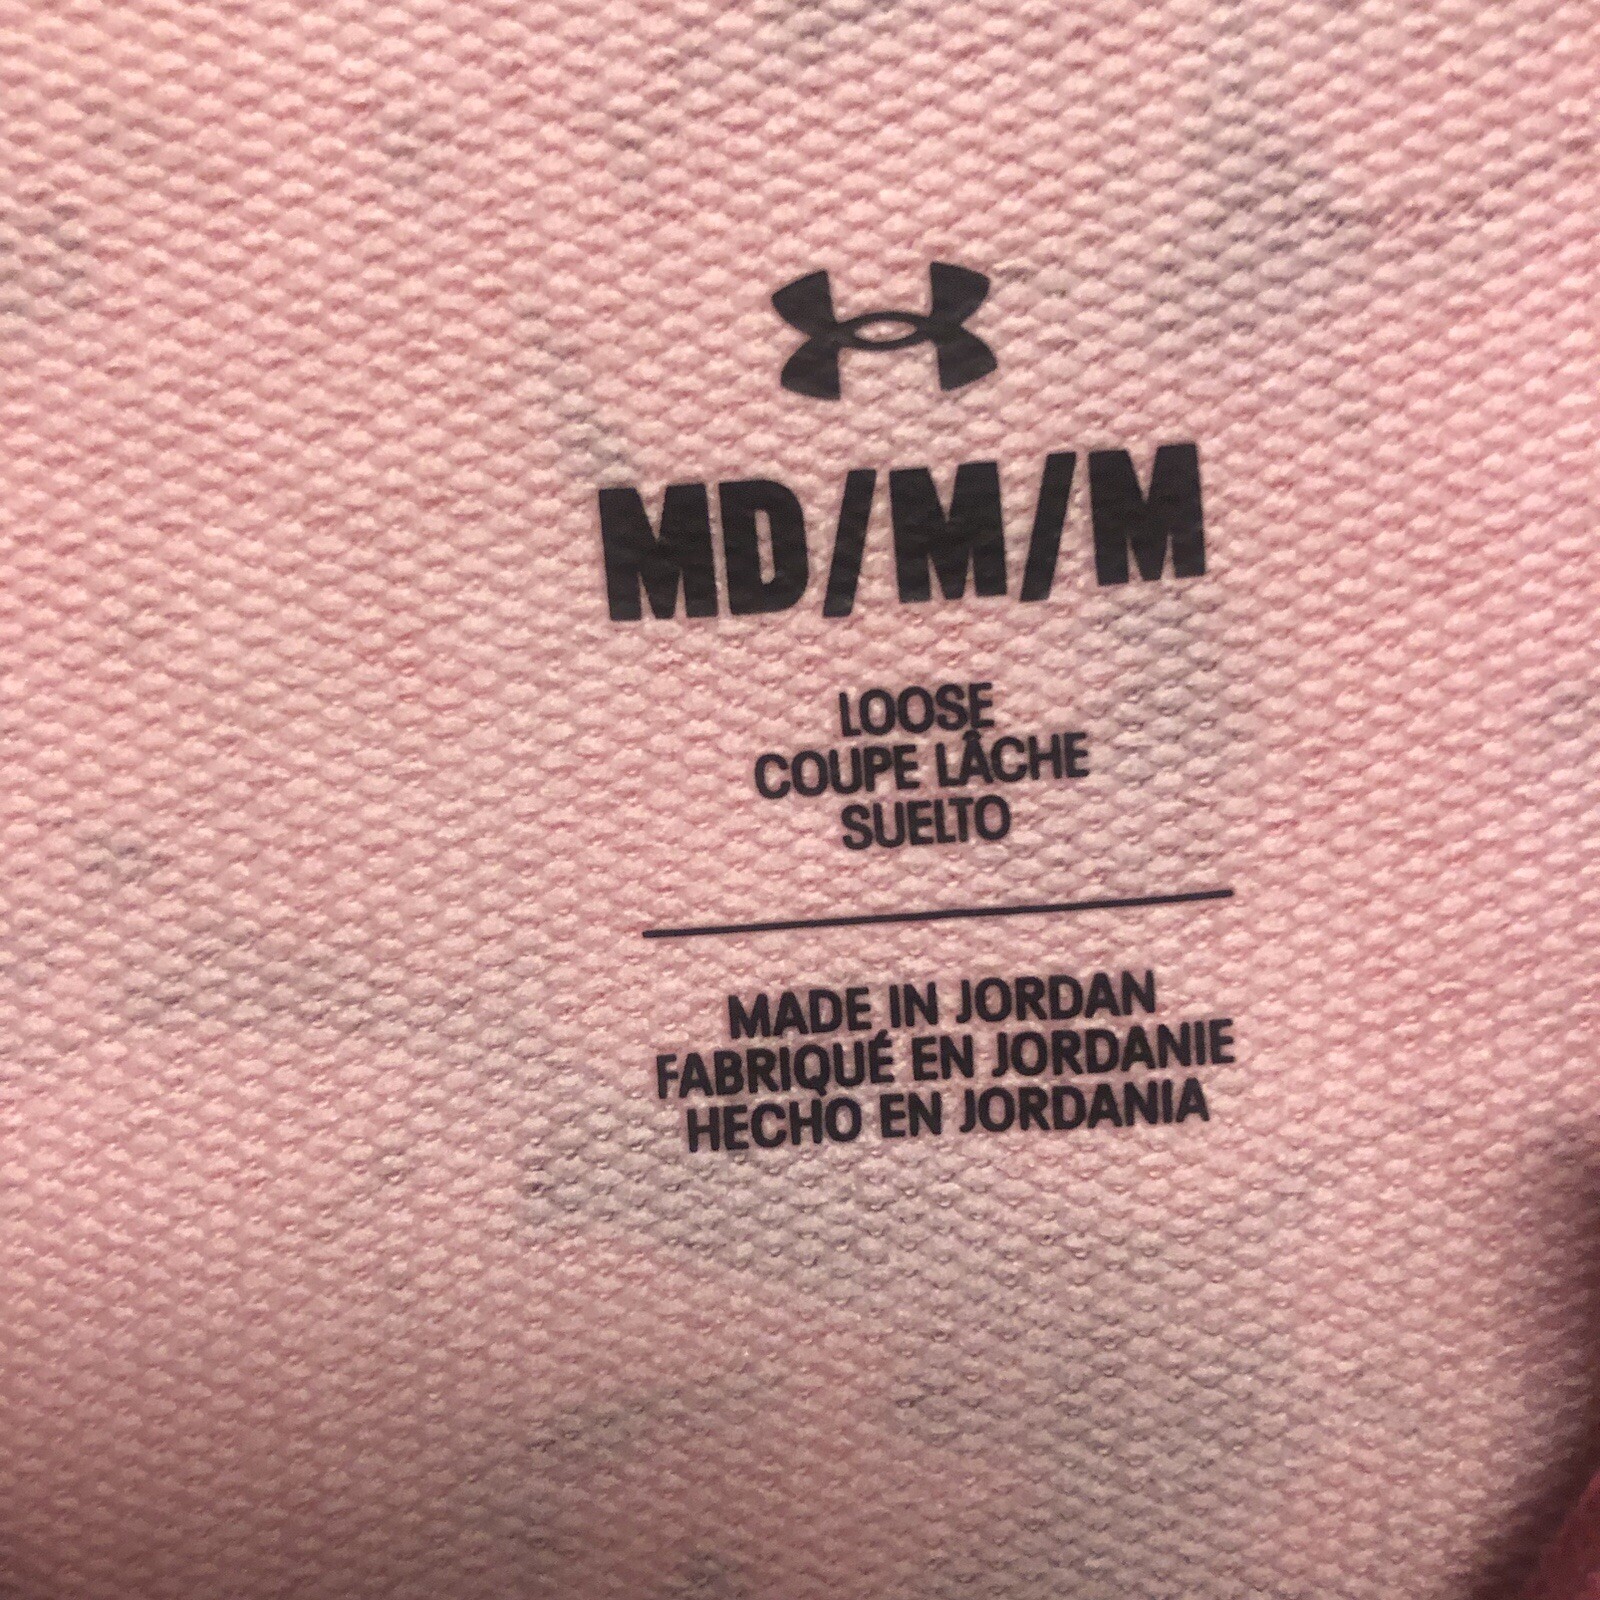 MD/M/M
LOOSE
COUPE LÂCHE
SUELTO
MADE IN JORDAN
FABRIQUÉ EN JORDANIE
HECHO EN JORDANIA